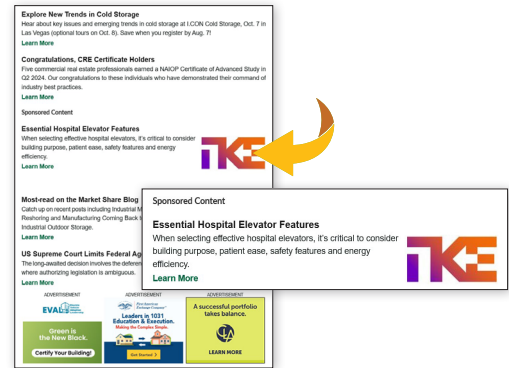 Explore New Trends in Cold Storage
Hear about key issues and emerging trends in cold storage at I.CON Cold Storage, Oct. 7 in
Las Vegas (optional tours on Oct. 8). Save when you register by Aug. 7!
Learn More
Congratulations, CRE Certificate Holders
Five commercial real estate professionals earned a NAIOP Certificate of Advanced Study in
Q2 2024. Our congratulations to these individuals who have demonstrated their command of
industry best practices.
Learn More
Sponsored Content
Essential Hospital Elevator Features
When selecting effective hospital elevators, it's critical to consider
building purpose, patient ease, safety features and energy
efficiency.
Learn More
TKE
Most-read on the Market Share Blog
Catch up on recent posts including Industrial M
Reshoring and Manufacturing Coming Back t
Industrial Outdoor Storage.
Learn More
US Supreme Court Limits Federal Ag
The long-awaited decision involves the deferen
where authorizing legislation is ambiguous.
Learn More
Sponsored Content
Essential Hospital Elevator Features
When selecting effective hospital elevators, it's critical to consider
building purpose, patient ease, safety features and energy
efficiency.
Learn More
TKE
ADVERTISEMENT
ADVERTISEMENT
ADVERTISEMENT
Green is
the New Black.
Certify Your Building!
First American
Exchange Company
Leaders in 1031
Education & Execution.
Making the Complex Simple.
Get Started >
A successful portfolio
takes balance.
LEARN MORE